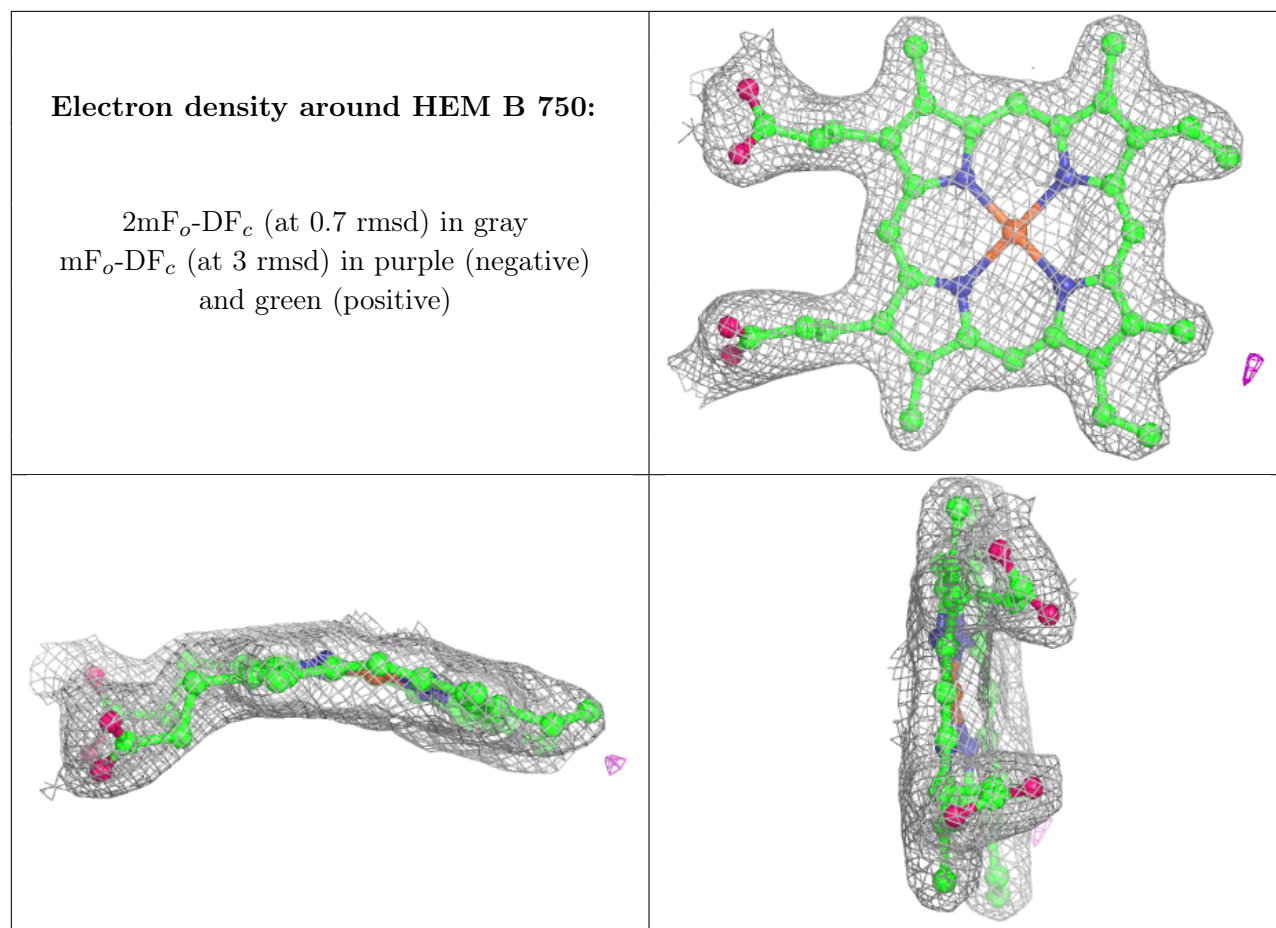 Electron density around HEM B 750:
2mFo-DFc (at 0.7 rmsd) in gray
mFo-DFc (at 3 rmsd) in purple (negative)
and green (positive)